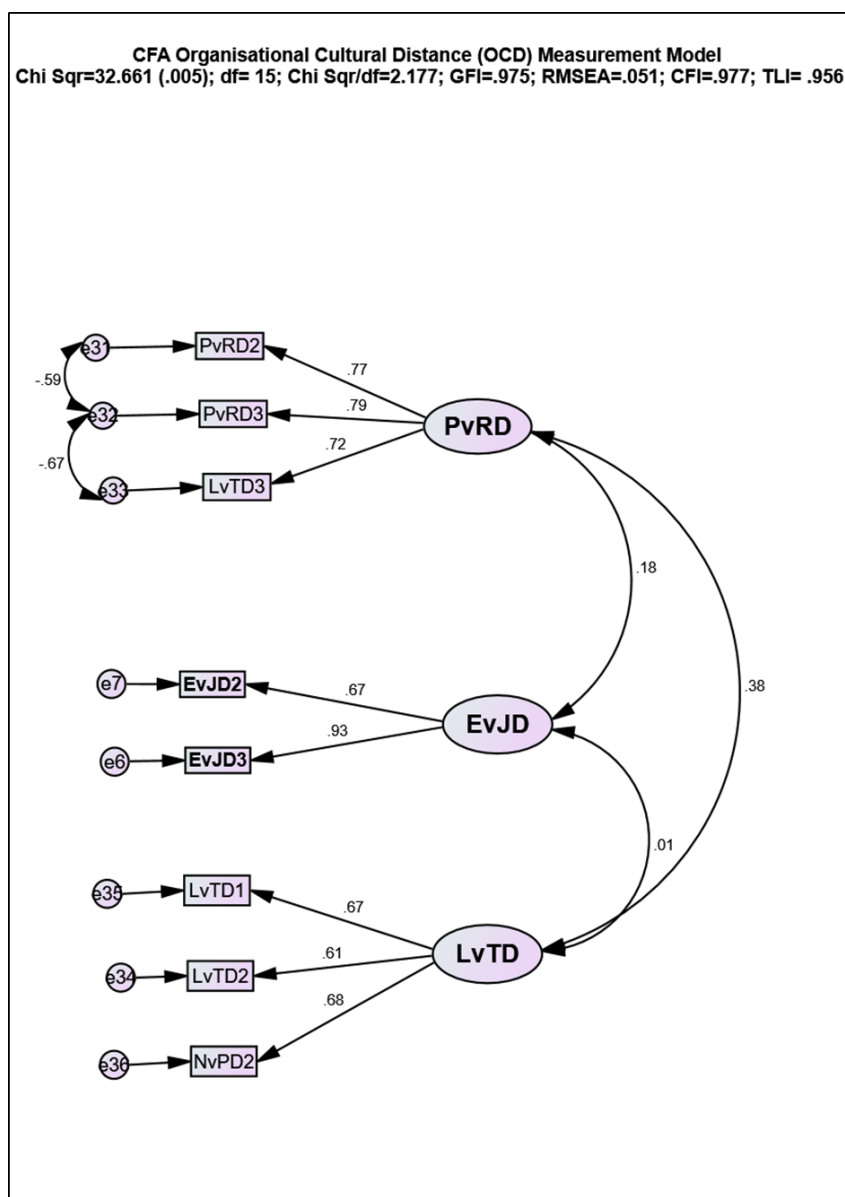 CFA Organisational Cultural Distance (OCD) Measurement Model
Chi Sqr=32.661 (.005); df= 15; Chi Sqr/df=2.177; GFI=.975; RMSEA=.051; CFI=.977; TLI= .956
e31
PvRD2
-.59
.77
e32
PvRD3
.79
PvRD
-.67
.72
e33
LvTD3
.18
.38
e7
EvJD2
.67
EvJD
e6
EvJD3
.93
.01
e35
LvTD1
.67
LvTD
e34
LvTD2
.61
.68
e36
NvPD2